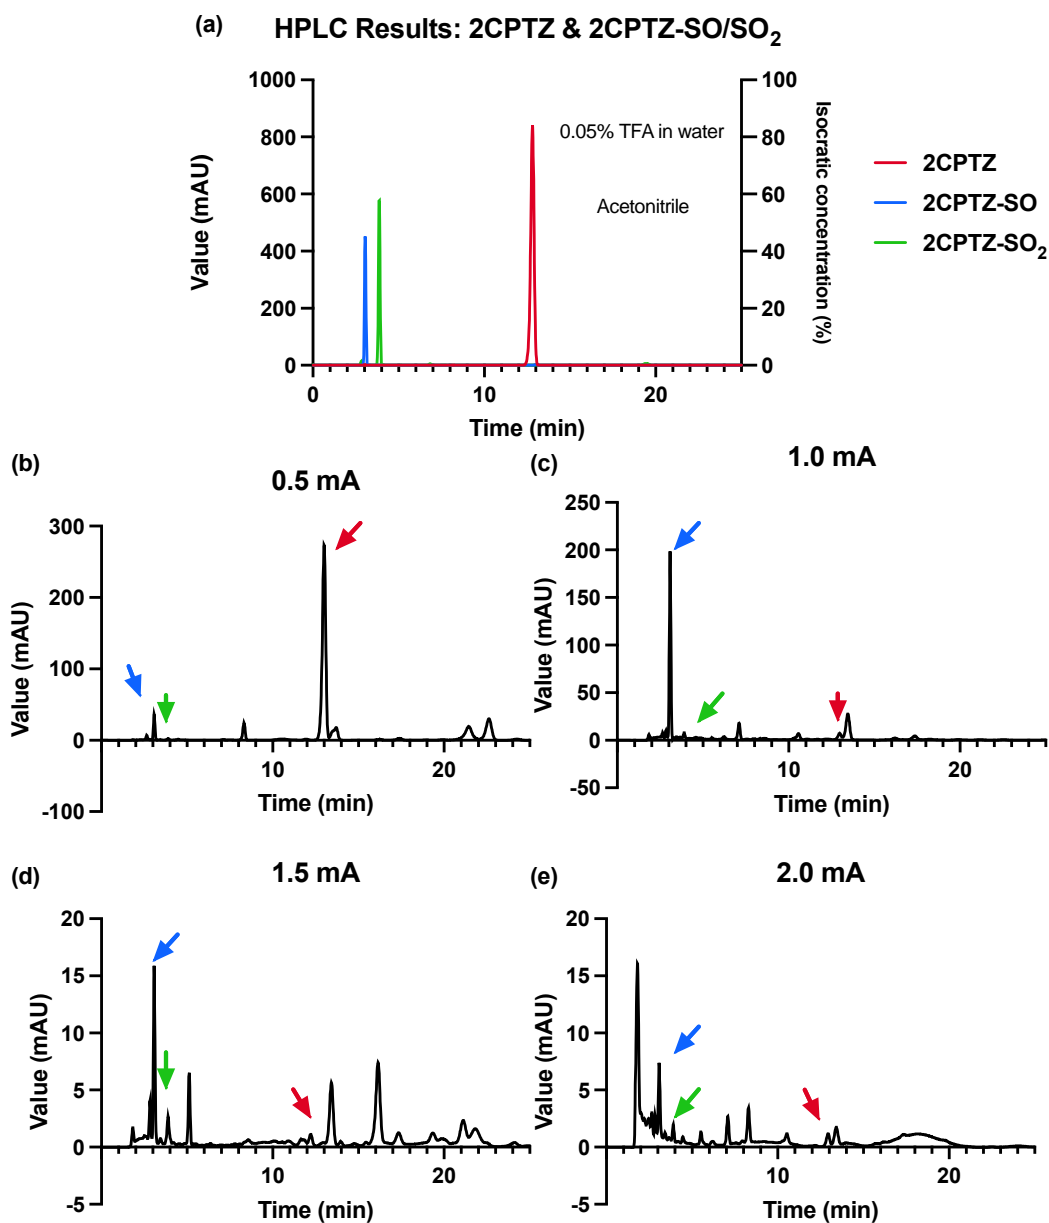 (a) HPLC Results: 2CPTZ & 2CPTZ-SO/SO₂
1000
800
600
400
200
0
Value (mAU)
0.05% TFA in water
Acetonitrile
100
80
60
40
20
0
Isocratic concentration (%)
0 10 20
Time (min)
2CPTZ
2CPTZ-SO
2CPTZ-SO₂
(b)
0.5 mA
300
200
100
0
-100
Value (mAU)
10 20
Time (min)
(c)
1.0 mA
250
200
150
100
50
0
-50
Value (mAU)
10 20
Time (min)
(d)
1.5 mA
20
15
10
5
0
-5
Value (mAU)
10 20
Time (min)
(e)
2.0 mA
20
15
10
5
0
-5
Value (mAU)
10 20
Time (min)